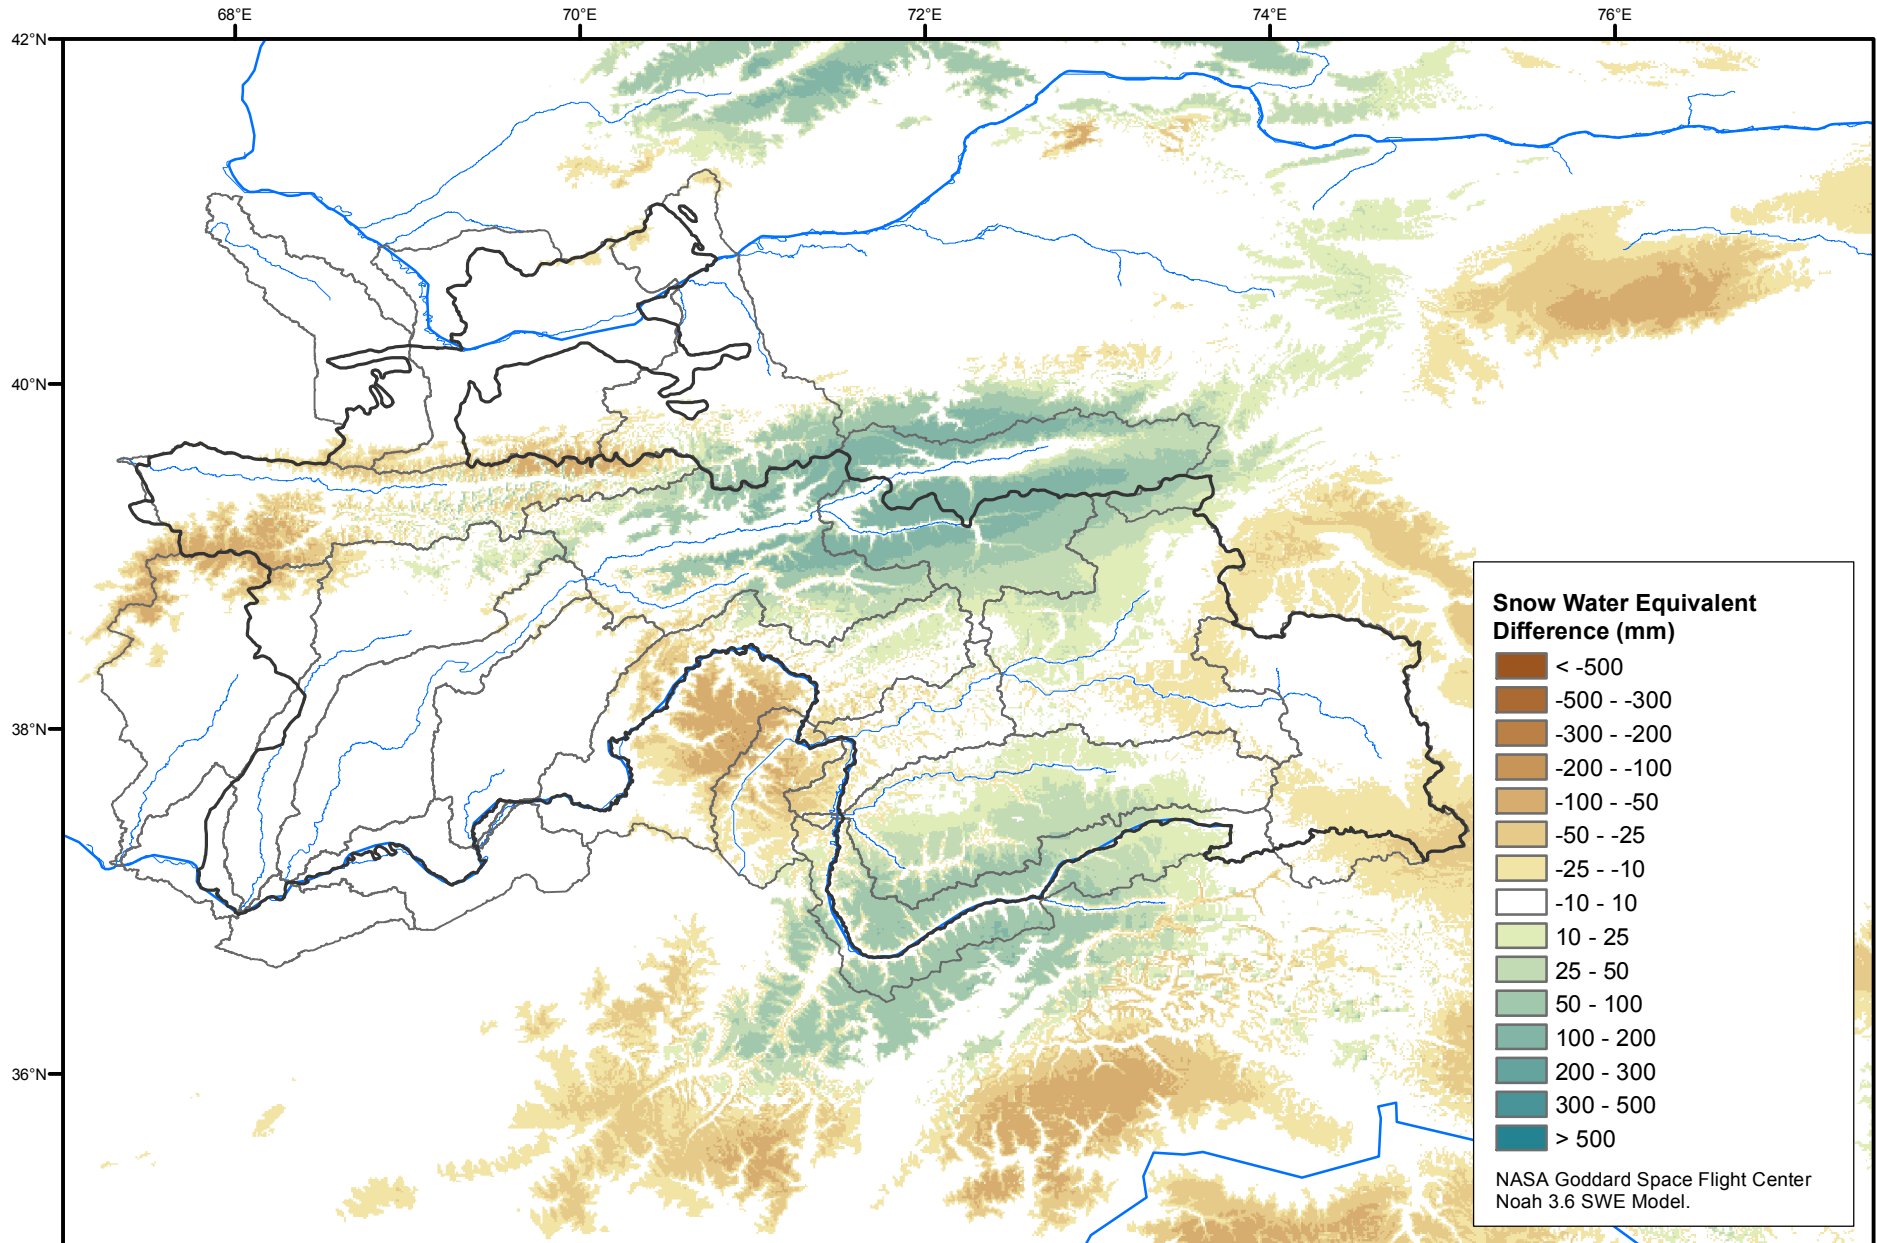 68°E
70°E
72°E
74°E
76°E
42°N
40°N
38°N
36°N
Snow Water Equivalent
Difference (mm)
< -500
-500 - -300
-300 - -200
-200 - -100
-100 - -50
-50 - -25
-25 - -10
-10 - 10
10 - 25
25 - 50
50 - 100
100 - 200
200 - 300
300 - 500
> 500
NASA Goddard Space Flight Center
Noah 3.6 SWE Model.